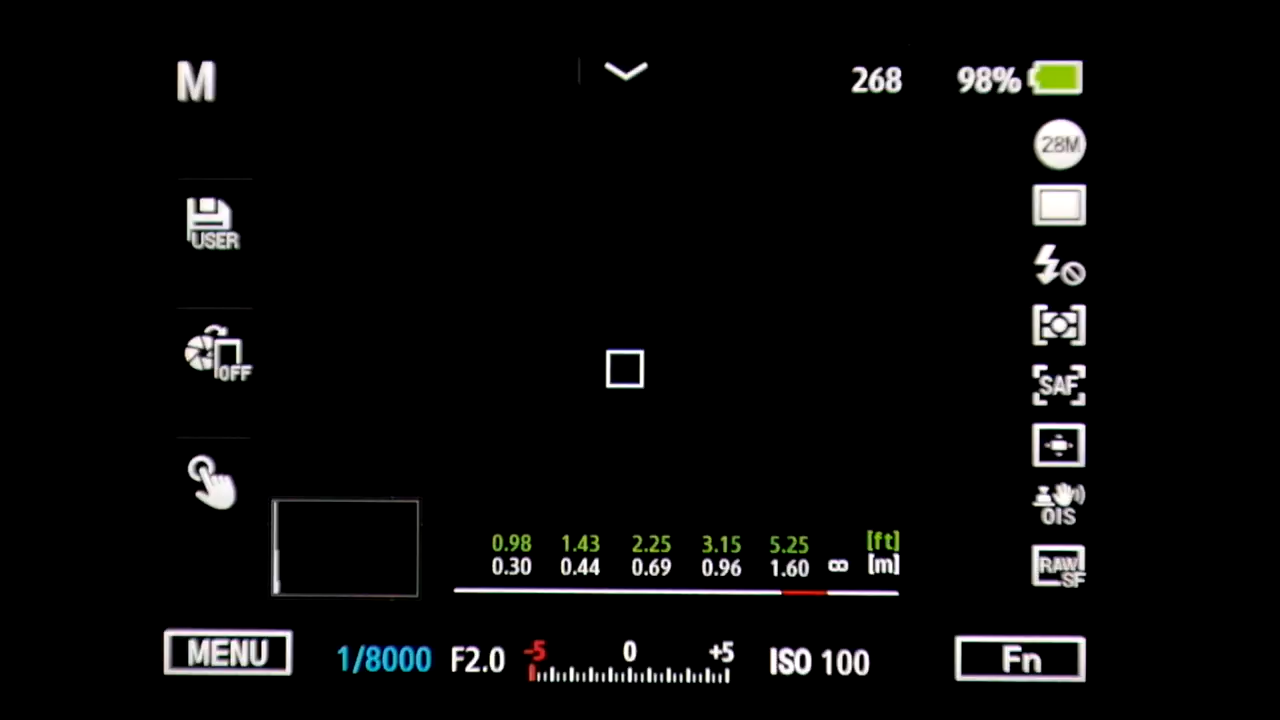 M 268 98%
28M
USER
OFF
SAF
OIS
0.98 1.43 2.25 3.15 5.25 [ft]
0.30 0.44 0.69 0.96 1.60 ∞ [m]
RAW SF
MENU 1/8000 F2.0 -5 0 +5 ISO 100 Fn